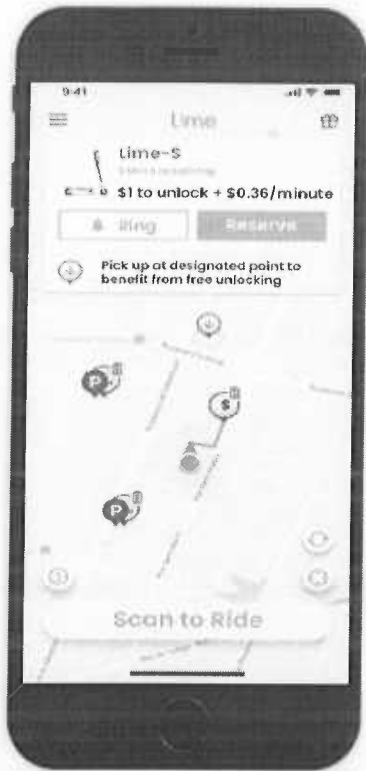 9:41
Lime
Lime-S
$1 to unlock + $0.36/minute
Ring
Reserve
Pick up at designated point to
benefit from free unlocking
P
$
P
Scan to Ride